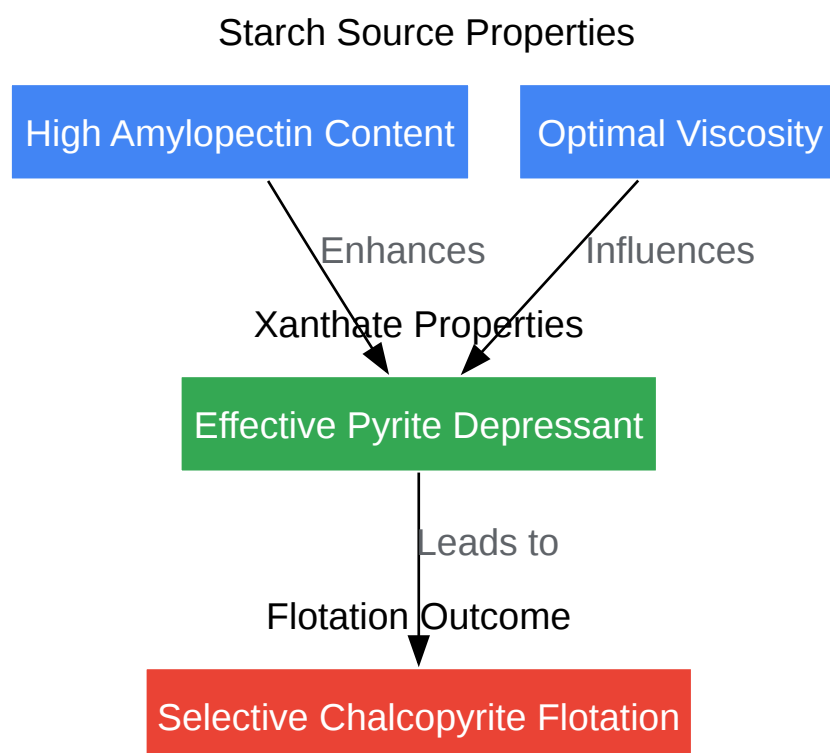 Starch Source Properties
High Amylopectin Content
Optimal Viscosity
Enhances
Influences
Xanthate Properties
Effective Pyrite Depressant
Leads to
Flotation Outcome
Selective Chalcopyrite Flotation